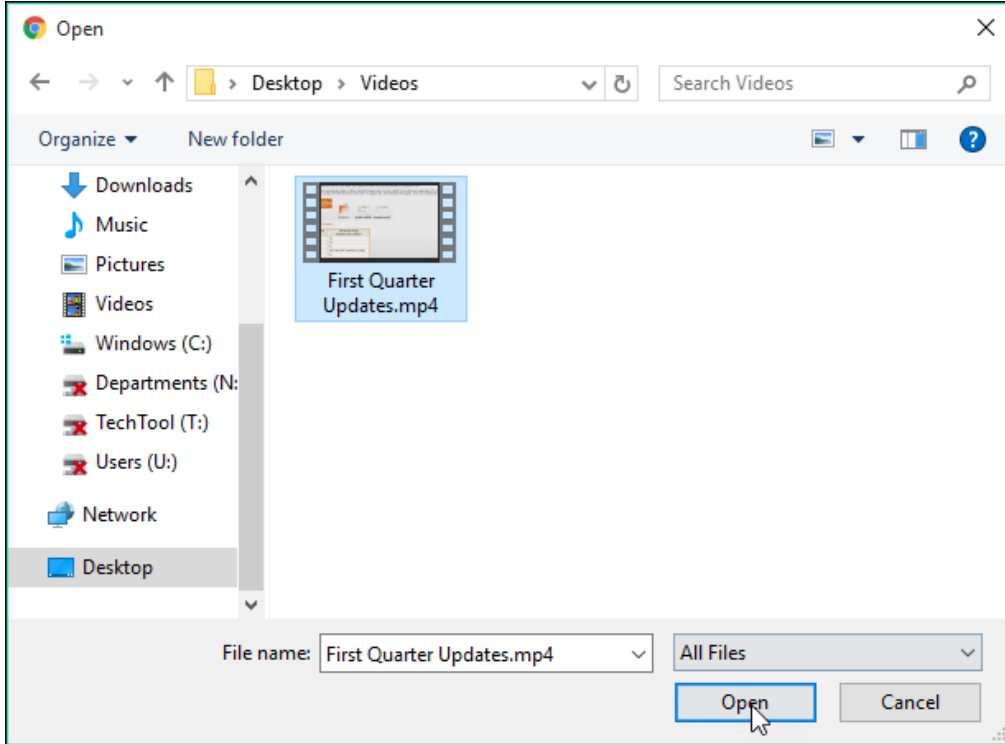 Open
Desktop > Videos
Search Videos
Organize
New folder
?
Downloads
Music
Pictures
Videos
Windows (C:)
Departments (N:
TechTool (T:)
Users (U:)
Network
Desktop
First Quarter
Updates.mp4
File name: First Quarter Updates.mp4
All Files
Open
Cancel